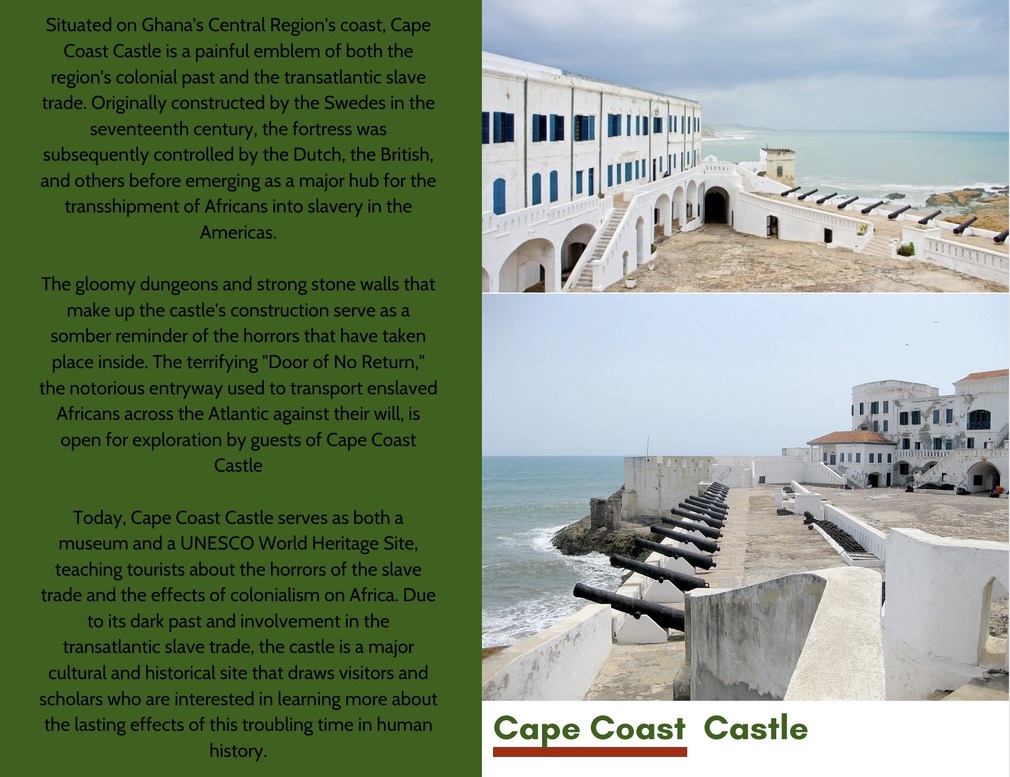 Situated on Ghana's Central Region's coast, Cape
Coast Castle is a painful emblem of both the
region's colonial past and the transatlantic slave
trade. Originally constructed by the Swedes in the
seventeenth century, the fortress was
subsequently controlled by the Dutch, the British,
and others before emerging as a major hub for the
transshipment of Africans into slavery in the
Americas.
The gloomy dungeons and strong stone walls that
make up the castle's construction serve as a
somber reminder of the horrors that have taken
place inside. The terrifying "Door of No Return,"
the notorious entryway used to transport enslaved
Africans across the Atlantic against their will, is
open for exploration by guests of Cape Coast
Castle
Today, Cape Coast Castle serves as both a
museum and a UNESCO World Heritage Site,
teaching tourists about the horrors of the slave
trade and the effects of colonialism on Africa. Due
to its dark past and involvement in the
transatlantic slave trade, the castle is a major
cultural and historical site that draws visitors and
scholars who are interested in learning more about
the lasting effects of this troubling time in human
history.
Cape Coast Castle